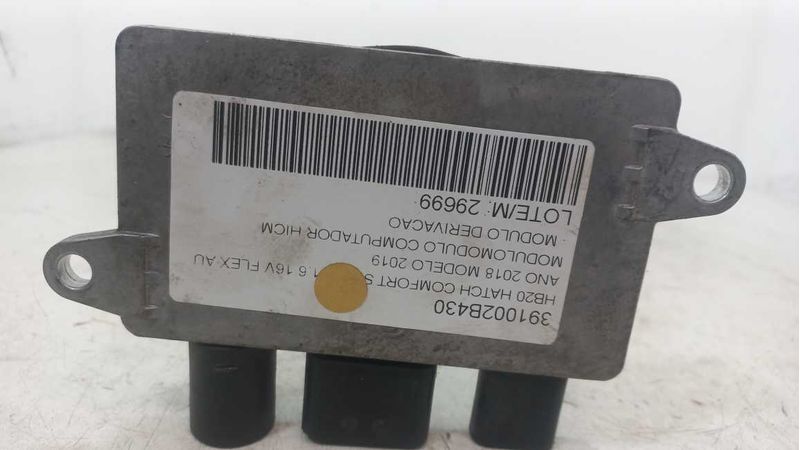 391002B430
HB20 HATCH COMFORT 1.6 16V FLEX AU
ANO 2018 MODELO 2019
MODULOMODULO COMPUTADOR HICM
MODULO DERIVACAO
LOTE/M: 29699